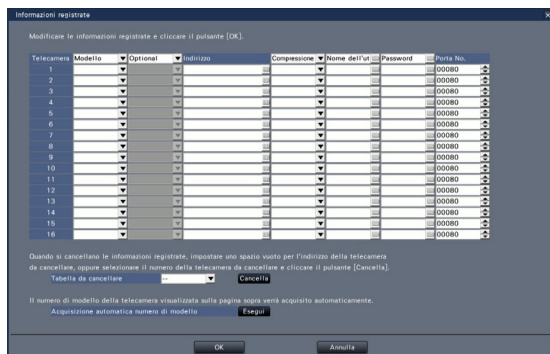 Informazioni registrate
Modificare le informazioni registrate e cliccare il pulsante [OK].
Telecamera Modello Optional Indirizzo Compressione Nome dell'ut Password Porta No.
1 00080
2 00080
3 00080
4 00080
5 00080
6 00080
7 00080
8 00080
9 00080
10 00080
11 00080
12 00080
13 00080
14 00080
15 00080
16 00080
Quando si cancellano le informazioni registrate, impostare uno spazio vuoto per l'indirizzo della telecamera
da cancellare, oppure selezionare il numero della telecamera da cancellare e cliccare il pulsante [Cancella].
Tabella da cancellare -- Cancella
Il numero di modello della telecamera visualizzata sulla pagina sopra verrà acquisito automaticamente.
Acquisizione automatica numero di modello Esegui
OK Annulla